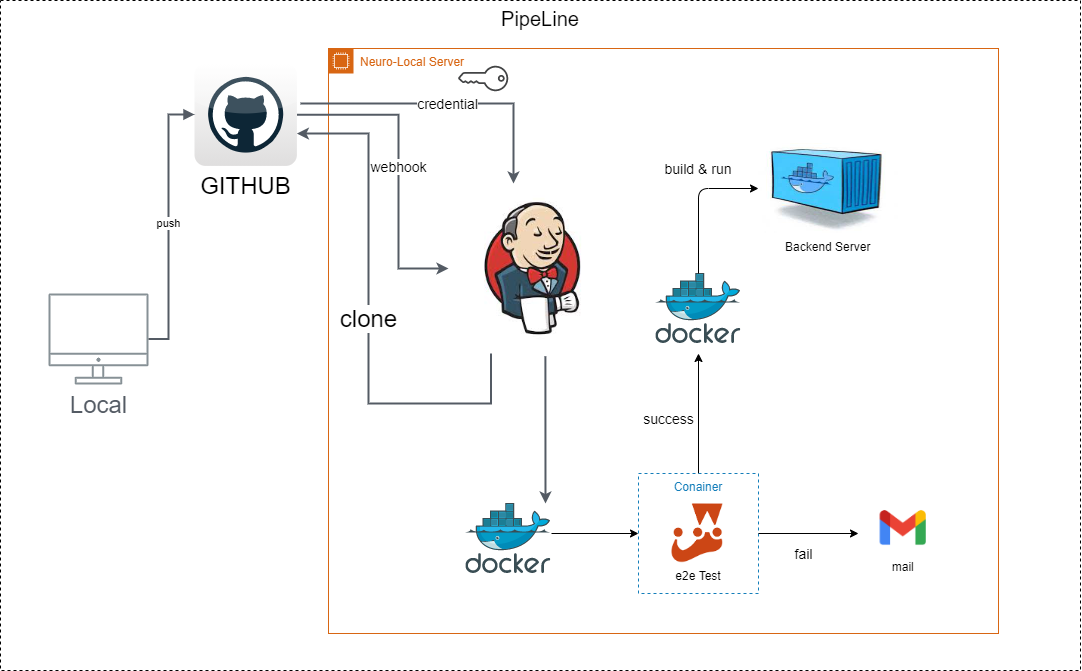 PipeLine
Neuro-Local Server
credential
webhook
GITHUB
push
build & run
Backend Server
clone
docker
Local
success
Conainer
docker
e2e Test
fail
mail